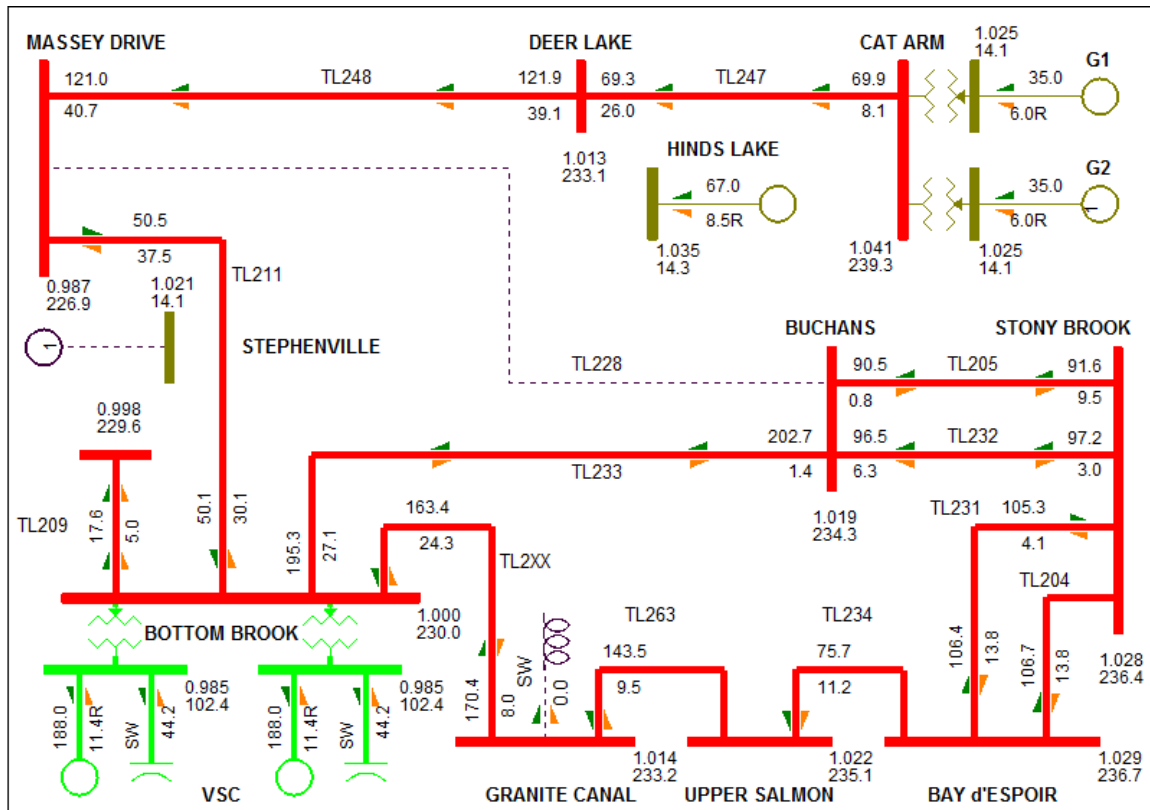 MASSEY DRIVE
DEER LAKE
CAT ARM
1.025
14.1
G1
121.0
TL248
121.9
69.3
TL247
69.9
35.0
40.7
39.1
26.0
8.1
6.0R
1.013
233.1
HINDS LAKE
67.0
8.5R
1.035
14.3
G2
35.0
6.0R
1
1.025
14.1
1.041
239.3
50.5
37.5
TL211
0.987
226.9
1.021
14.1
1
STEPHENVILLE
TL228
BUCHANS
STONY BROOK
90.5
TL205
91.6
0.8
9.5
202.7
96.5
TL232
97.2
1.4
6.3
3.0
TL233
1.019
234.3
0.998
229.6
TL209
17.6
5.0
50.1
30.1
195.3
27.1
163.4
24.3
TL2XX
TL231
105.3
4.1
TL204
1.028
236.4
BOTTOM BROOK
1.000
230.0
0.985
102.4
0.985
102.4
188.0
11.4R
SW
44.2
188.0
11.4R
SW
44.2
VSC
170.4
8.0
SW
0.0
TL263
143.5
9.5
TL234
75.7
11.2
106.4
13.8
106.7
13.8
1.014
233.2
1.022
235.1
1.029
236.7
GRANITE CANAL
UPPER SALMON
BAY d'ESPOIR